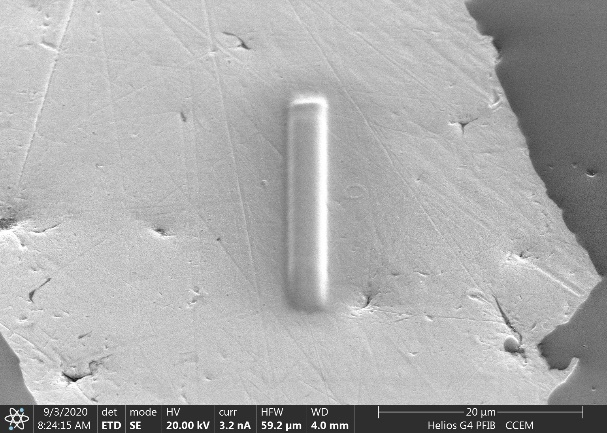 9/3/2020 det mode HV curr HFW WD 20 µm
8:24:15 AM ETD SE 20.00 kV 3.2 nA 59.2 µm 4.0 mm Helios G4 PFIB CCEM